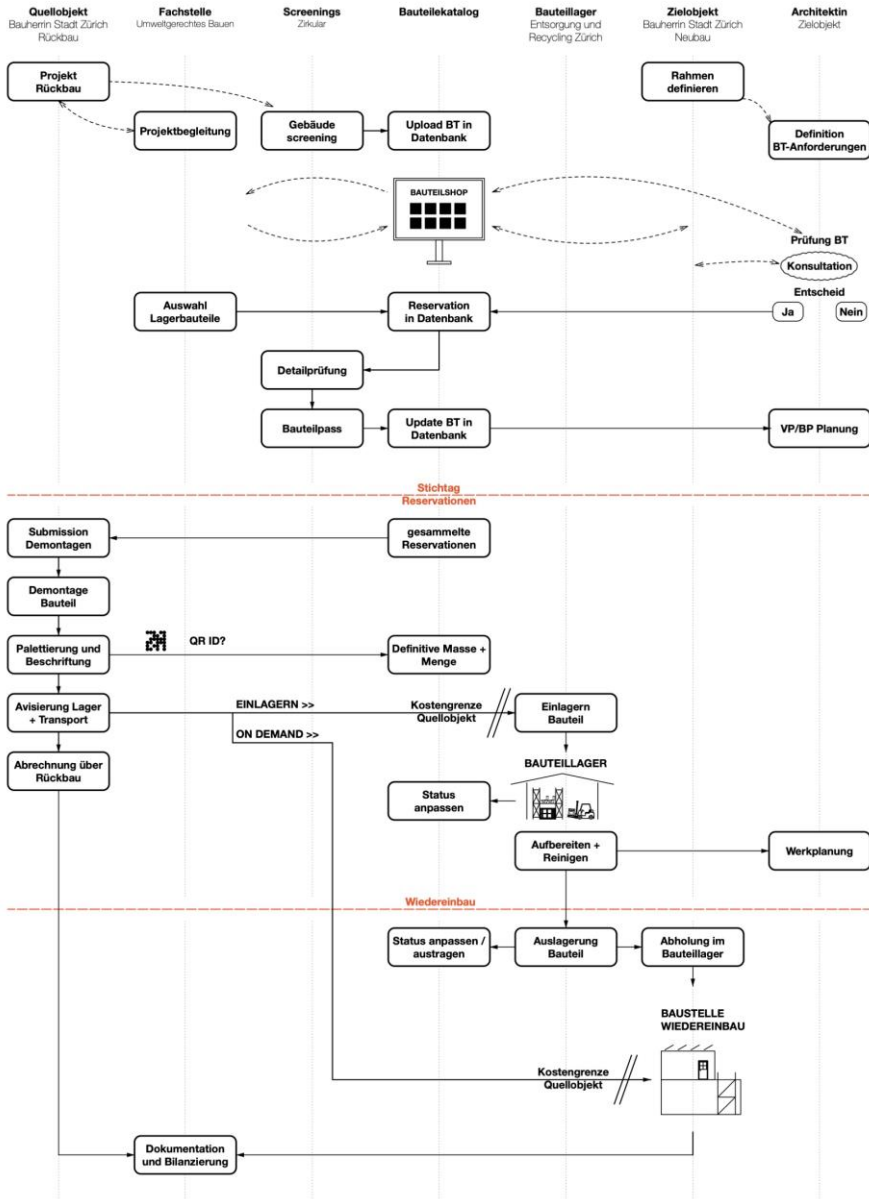 Quellobjekt
Bauherrin Stadt Zürich
Rückbau
Fachstelle
Umweltgerechtes Bauen
Screenings
Zirkular
Bauteilekatalog
Bauteillager
Entsorgung und
Recycling Zürich
Zielobjekt
Bauherrin Stadt Zürich
Neubau
Architektin
Zielobjekt
Projekt
Rückbau
Rahmen
definieren
Projektbegleitung
Gebäude
screening
Upload BT in
Datenbank
Definition
BT-Anforderungen
BAUTEILSHOP
Prüfung BT
Konsultation
Entscheid
Ja
Nein
Auswahl
Lagerbauteile
Reservation
in Datenbank
Detailprüfung
Bauteilpass
Update BT in
Datenbank
VP/BP Planung
Stichtag
Reservationen
Submission
Demontagen
gesammelte
Reservationen
Demontage
Bauteil
Palettierung und
Beschriftung
QR ID?
Definitive Masse +
Menge
Avisierung Lager
+ Transport
EINLAGERN >>
Kostengrenze
Quellobjekt
Einlagern
Bauteil
ON DEMAND >>
Abrechnung über
Rückbau
BAUTEILLAGER
Status
anpassen
Aufbereiten +
Reinigen
Werkplanung
Wiedereinbau
Status anpassen /
austragen
Auslagerung
Bauteil
Abholung im
Bauteillager
BAUSTELLE
WIEDEREINBAU
Kostengrenze
Quellobjekt
Dokumentation
und Bilanzierung